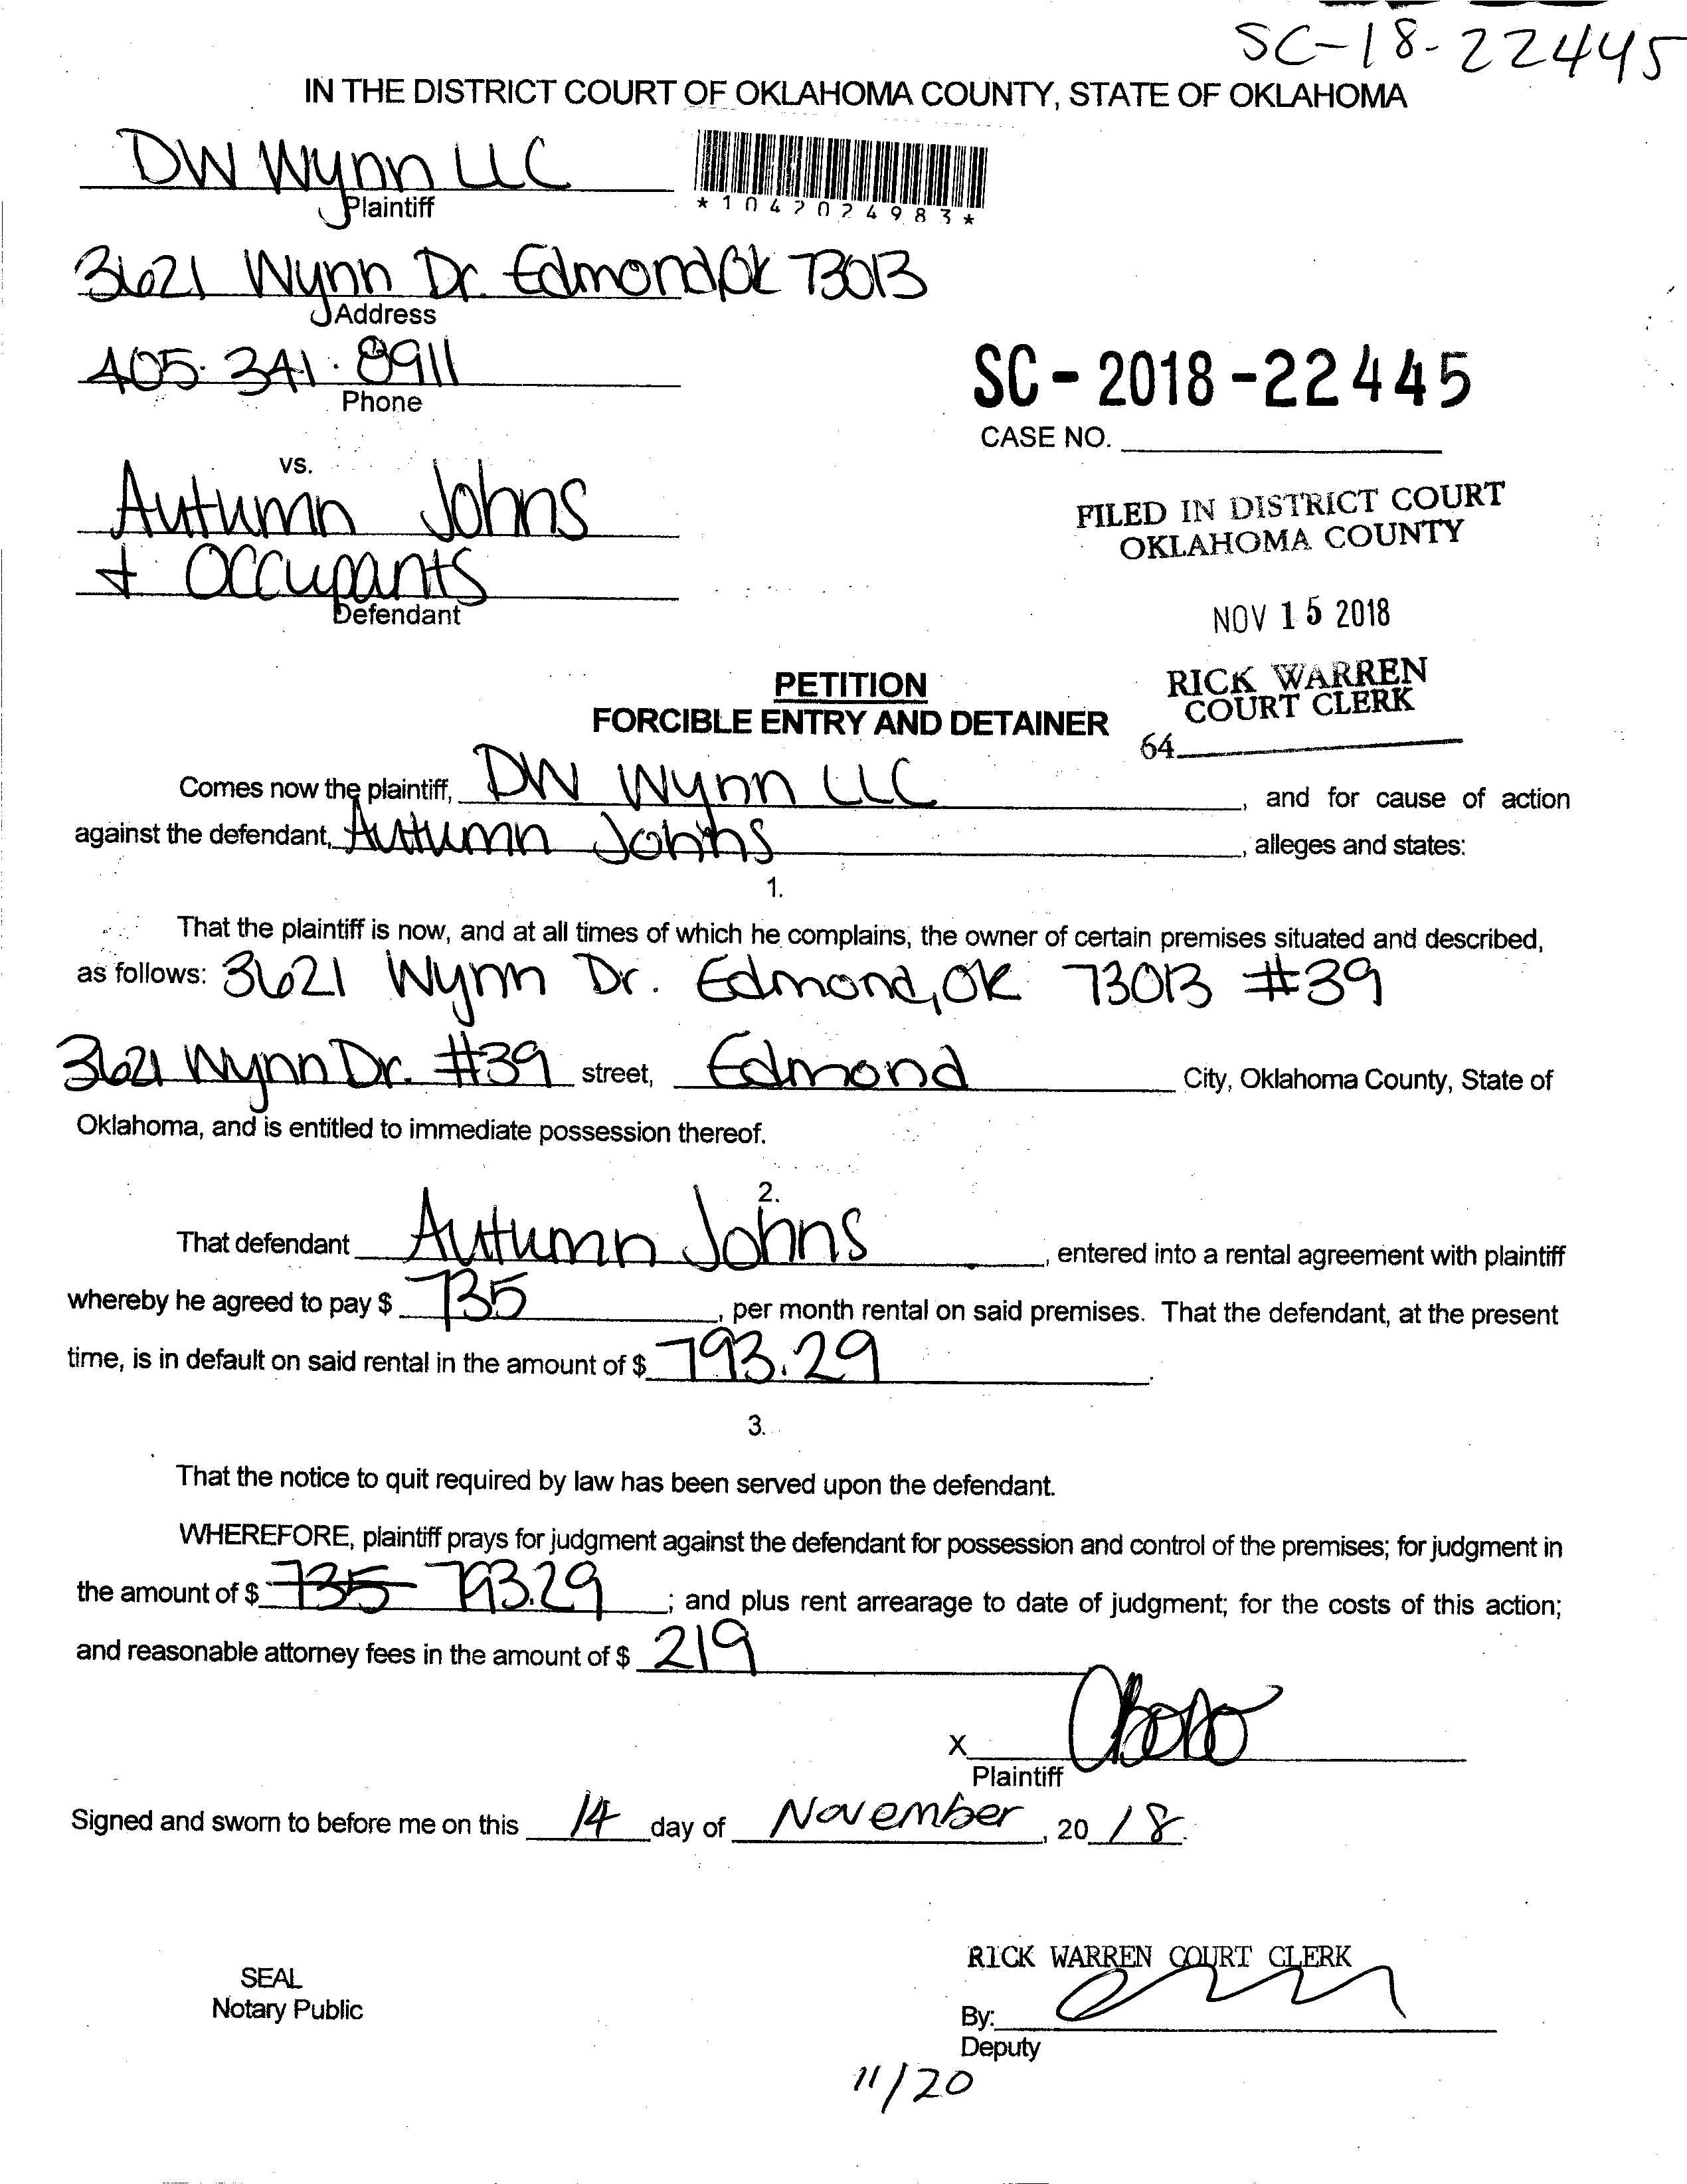 SC-18-22445
IN THE DISTRICT COURT OF OKLAHOMA COUNTY, STATE OF OKLAHOMA
DW Wynn LLC
Plaintiff
*1042024983*
3621 Wynn Dr. Edmond, OK 73013
Address
405.341.8911
Phone
SC-2018-22445
CASE NO.
vs.
Autumn Johns
+ Occupants
Defendant
FILED IN DISTRICT COURT
OKLAHOMA COUNTY
NOV 15 2018
RICK WARREN
COURT CLERK
64
PETITION
FORCIBLE ENTRY AND DETAINER
Comes now the plaintiff, DW Wynn LLC, and for cause of action
against the defendant, Autumn Johns, alleges and states:
1.
That the plaintiff is now, and at all times of which he complains, the owner of certain premises situated and described,
as follows: 3621 Wynn Dr. Edmond, OK 73013 #39
3621 Wynn Dr. #39 street, Edmond City, Oklahoma County, State of
Oklahoma, and is entitled to immediate possession thereof.
2.
That defendant Autumn Johns, entered into a rental agreement with plaintiff
whereby he agreed to pay $ 735, per month rental on said premises. That the defendant, at the present
time, is in default on said rental in the amount of $ 793.29.
3.
That the notice to quit required by law has been served upon the defendant.
WHEREFORE, plaintiff prays for judgment against the defendant for possession and control of the premises; for judgment in
the amount of $ 735 793.29; and plus rent arrearage to date of judgment; for the costs of this action;
and reasonable attorney fees in the amount of $ 219
X
Plaintiff
Signed and sworn to before me on this 14 day of November, 20 18.
SEAL
Notary Public
RICK WARREN COURT CLERK
By:
Deputy
11/20